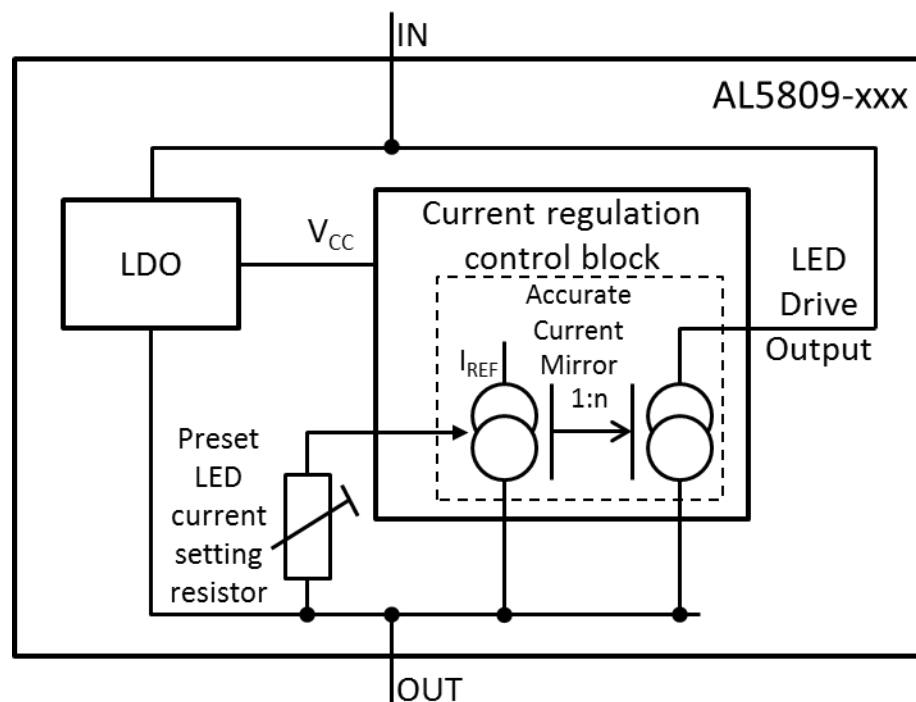 IN
AL5809-xxx
LDO
VCC
Current regulation
control block
Accurate
Current
Mirror
1:n
IREF
LED
Drive
Output
Preset
LED
current
setting
resistor
OUT